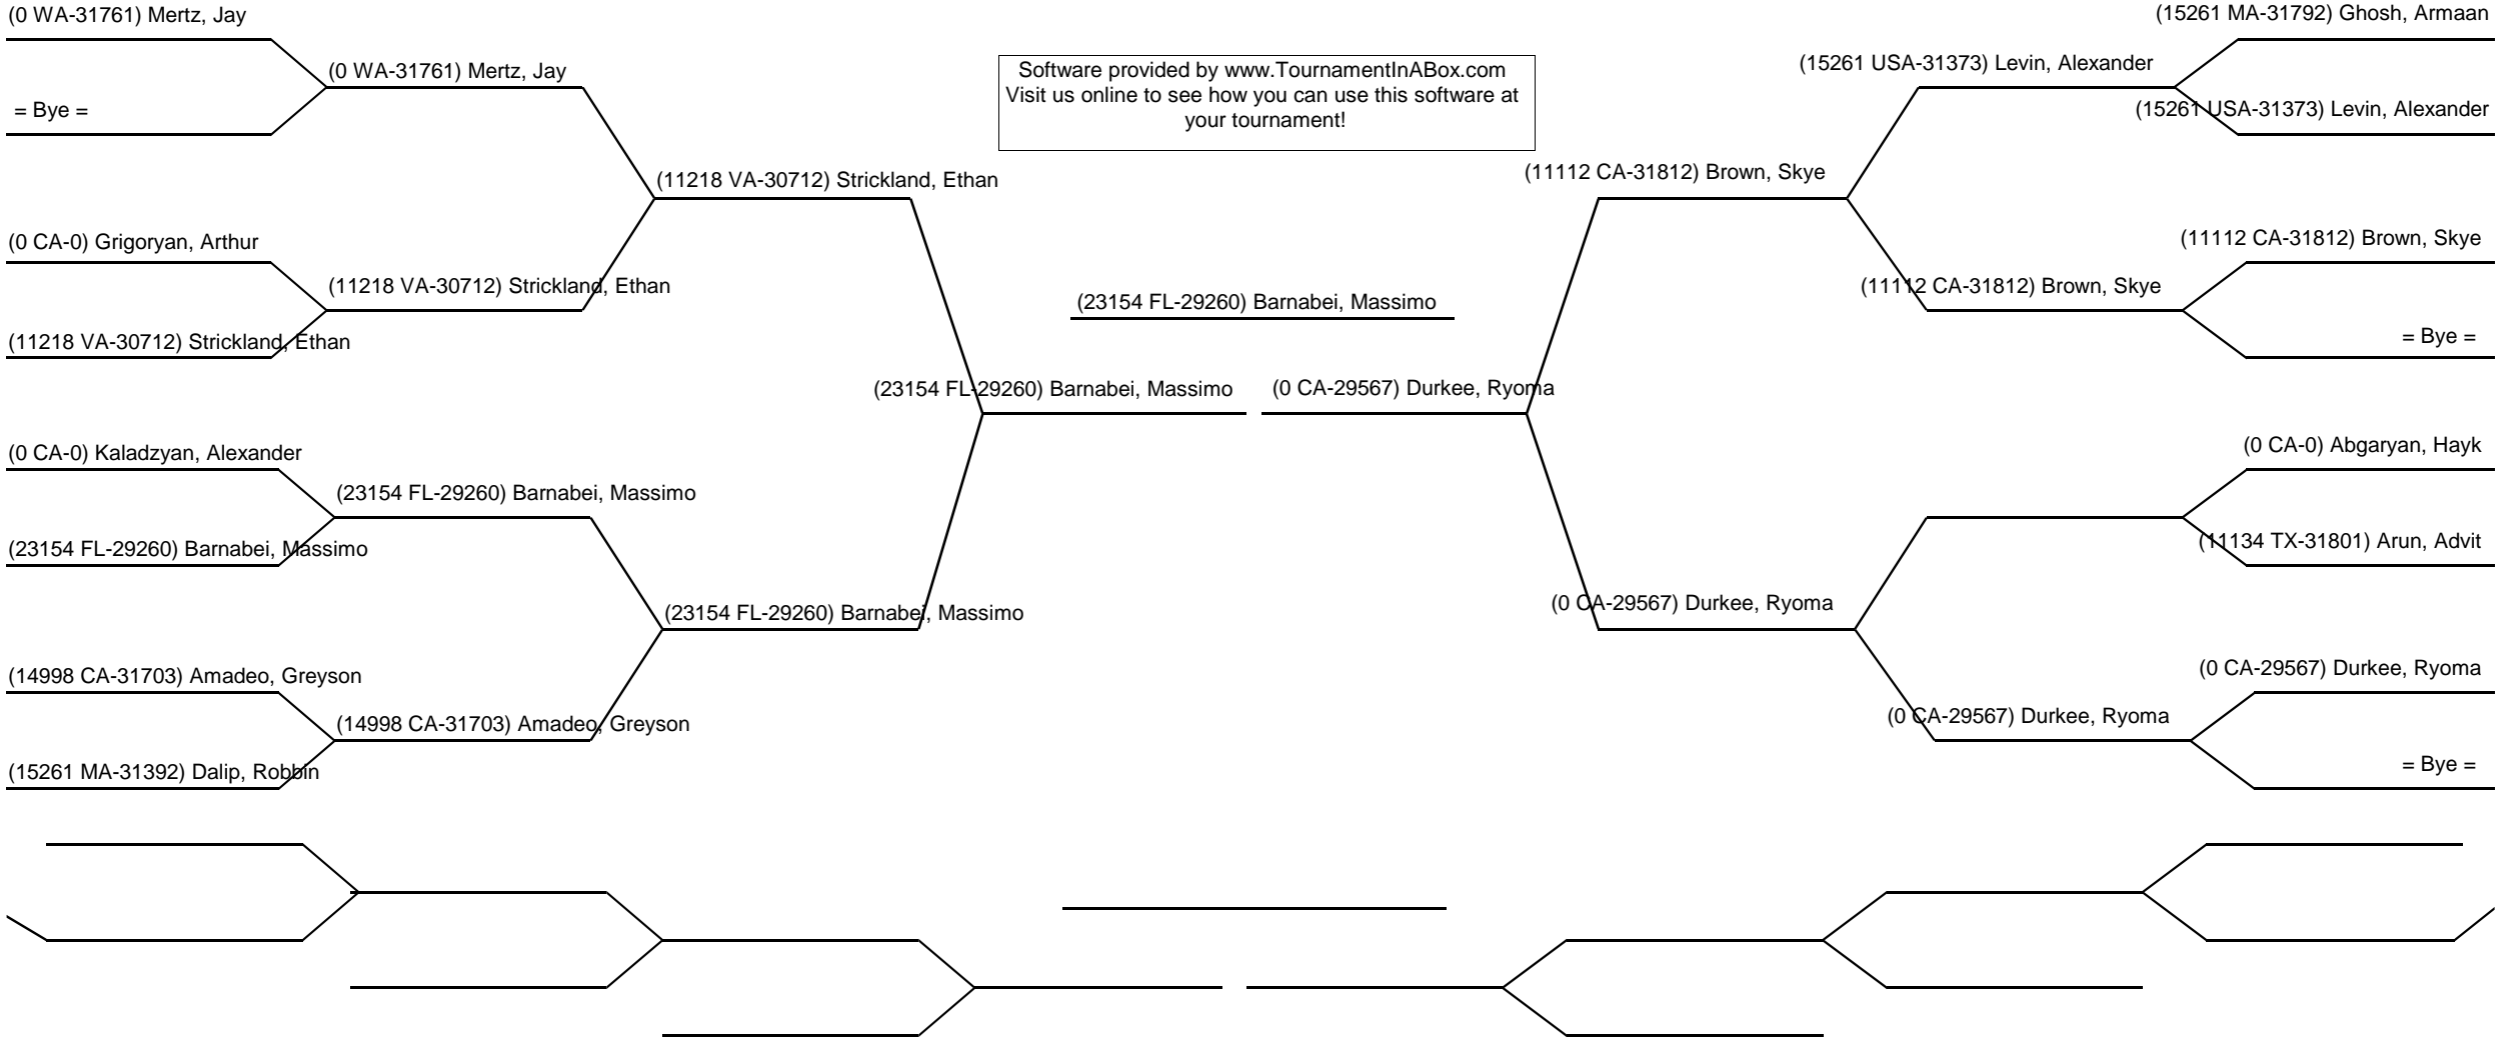 (0 WA-31761) Mertz, Jay
= Bye =
(0 CA-0) Grigoryan, Arthur
(11218 VA-30712) Strickland, Ethan
(0 CA-0) Kaladzyan, Alexander
(23154 FL-29260) Barnabei, Massimo
(14998 CA-31703) Amadeo, Greyson
(15261 MA-31392) Dalip, Robbin
(0 WA-31761) Mertz, Jay
(11218 VA-30712) Strickland, Ethan
(23154 FL-29260) Barnabei, Massimo
(14998 CA-31703) Amadeo, Greyson
(11218 VA-30712) Strickland, Ethan
(23154 FL-29260) Barnabei, Massimo
(23154 FL-29260) Barnabei, Massimo
Software provided by www.TournamentInABox.com
Visit us online to see how you can use this software at
your tournament!
(23154 FL-29260) Barnabei, Massimo
(0 CA-29567) Durkee, Ryoma
(11112 CA-31812) Brown, Skye
(0 CA-29567) Durkee, Ryoma
(15261 USA-31373) Levin, Alexander
(11112 CA-31812) Brown, Skye
(0 CA-29567) Durkee, Ryoma
(15261 MA-31792) Ghosh, Armaan
(15261 USA-31373) Levin, Alexander
(11112 CA-31812) Brown, Skye
= Bye =
(0 CA-0) Abgaryan, Hayk
(11134 TX-31801) Arun, Advit
(0 CA-29567) Durkee, Ryoma
= Bye =